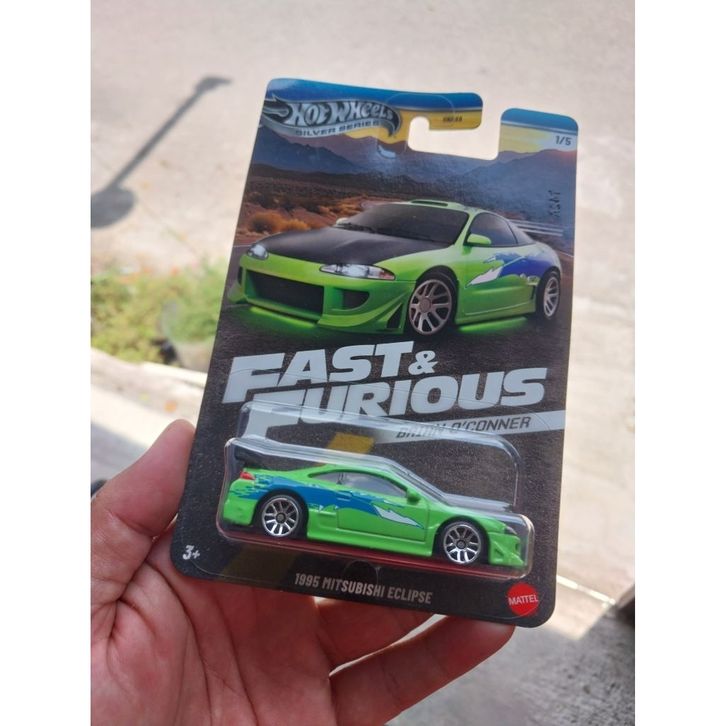 HOT WHEELS
SILVER SERIES
1/5
FAST &
FURIOUS
BRIAN O'CONNER
3+
1995 MITSUBISHI ECLIPSE
MATTEL